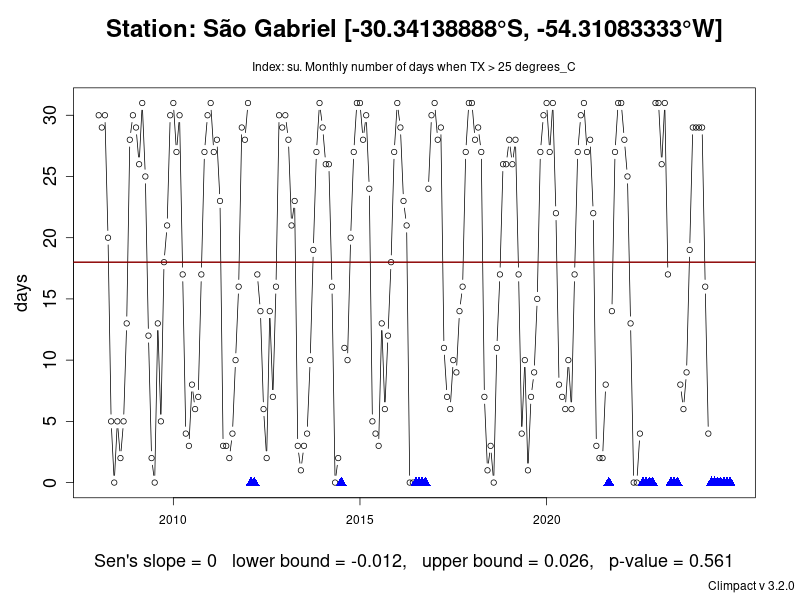 Station: São Gabriel [-30.34138888°S, -54.31083333°W]
Index: su. Monthly number of days when TX > 25 degrees_C
30
25
20
15
10
5
0
days
2010 2015 2020
Sen's slope = 0 lower bound = -0.012, upper bound = 0.026, p-value = 0.561
Climpact v 3.2.0